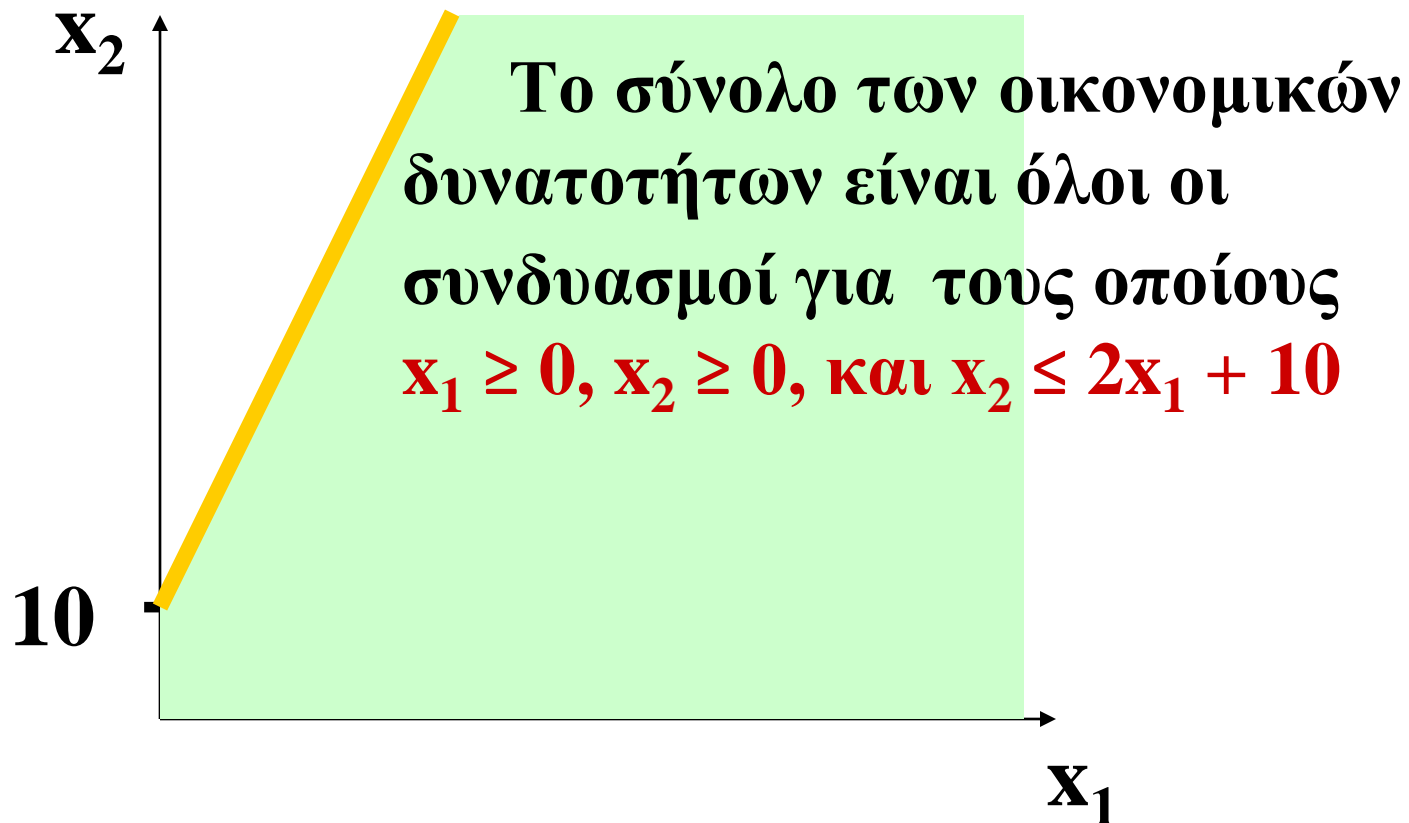 x₂
Το σύνολο των οικονομικών
δυνατοτήτων είναι όλοι οι
συνδυασμοί για τους οποίους
x₁ ≥ 0, x₂ ≥ 0, και x₂ ≤ 2x₁ + 10
10
x₁